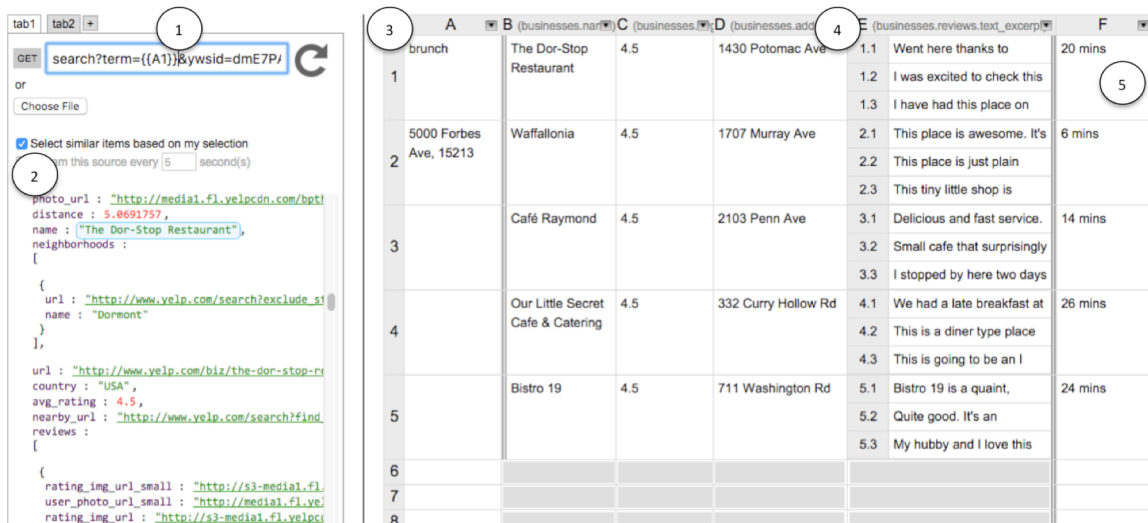 tab1 tab2 +
1
GET search?term={{A1}}&ywsid=dmE7P
or
Choose File
Select similar items based on my selection
this source every 5 second(s)
2
photo_url : "http://media1.fl.yelpcdn.com/bpth
distance : 5.0691757,
name : "The Dor-Stop Restaurant",
neighborhoods :
[
{
url : "http://www.yelp.com/search?exclude_st
name : "Dormont"
}
],
url : "http://www.yelp.com/biz/the-dor-stop-re
country : "USA",
avg_rating : 4.5,
nearby_url : "http://www.yelp.com/search?find_
reviews :
[
{
rating_img_url_small : "http://s3-media1.fl.
user_photo_url_small : "http://media1.fl.ye
rating_img_url : "http://s3-media1.fl.yelpc
3 A B (businesses.nam C (businesses. D (businesses.add 4 E (businesses.reviews.text_excerp F
1 brunch The Dor-Stop Restaurant 4.5 1430 Potomac Ave 1.1 Went here thanks to 20 mins
1.2 I was excited to check this
5
1.3 I have had this place on
2 5000 Forbes Ave, 15213 Waffallonia 4.5 1707 Murray Ave 2.1 This place is awesome. It's 6 mins
2.2 This place is just plain
2.3 This tiny little shop is
3 Café Raymond 4.5 2103 Penn Ave 3.1 Delicious and fast service. 14 mins
3.2 Small cafe that surprisingly
3.3 I stopped by here two days
4 Our Little Secret Cafe & Catering 4.5 332 Curry Hollow Rd 4.1 We had a late breakfast at 26 mins
4.2 This is a diner type place
4.3 This is going to be an I
5 Bistro 19 4.5 711 Washington Rd 5.1 Bistro 19 is a quaint, 24 mins
5.2 Quite good. It's an
5.3 My hubby and I love this
6
7
8